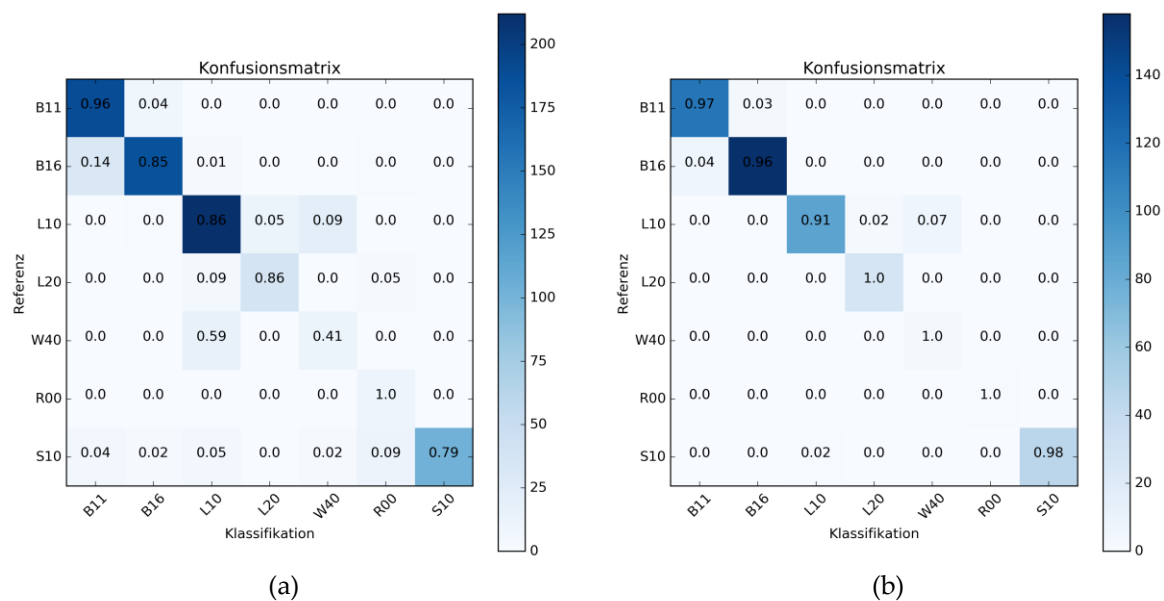 Konfusionsmatrix
B11 0.96 0.04 0.0 0.0 0.0 0.0 0.0
B16 0.14 0.85 0.01 0.0 0.0 0.0 0.0
L10 0.0 0.0 0.86 0.05 0.09 0.0 0.0
L20 0.0 0.0 0.09 0.86 0.0 0.05 0.0
W40 0.0 0.0 0.59 0.0 0.41 0.0 0.0
R00 0.0 0.0 0.0 0.0 0.0 1.0 0.0
S10 0.04 0.02 0.05 0.0 0.02 0.09 0.79
Referenz
B11 B16 L10 L20 W40 R00 S10
Klassifikation
200
175
150
125
100
75
50
25
0
(a)
Konfusionsmatrix
B11 0.97 0.03 0.0 0.0 0.0 0.0 0.0
B16 0.04 0.96 0.0 0.0 0.0 0.0 0.0
L10 0.0 0.0 0.91 0.02 0.07 0.0 0.0
L20 0.0 0.0 0.0 1.0 0.0 0.0 0.0
W40 0.0 0.0 0.0 0.0 1.0 0.0 0.0
R00 0.0 0.0 0.0 0.0 0.0 1.0 0.0
S10 0.0 0.0 0.02 0.0 0.0 0.0 0.98
Referenz
B11 B16 L10 L20 W40 R00 S10
Klassifikation
140
120
100
80
60
40
20
0
(b)